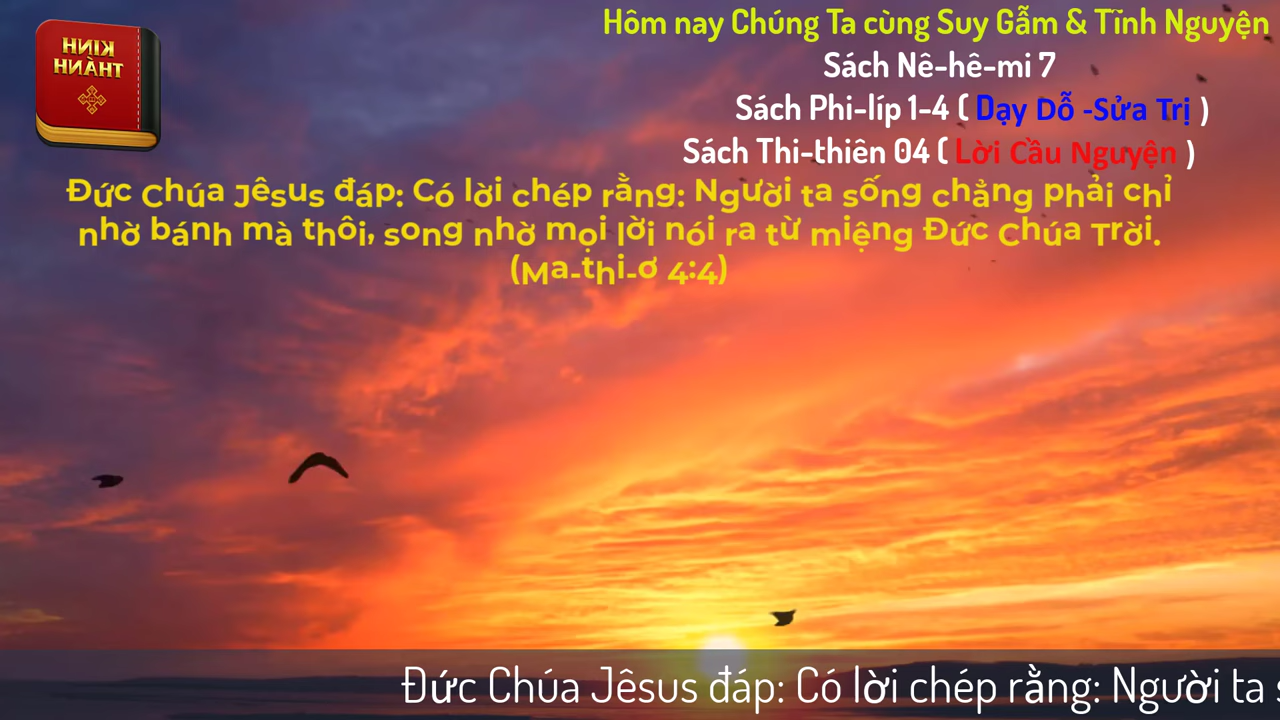 KINH
THÀNH
Hôm nay Chúng Ta cùng Suy Gẫm & Tĩnh Nguyện
Sách Nê-hê-mi 7
Sách Phi-líp 1-4 ( Dạy Dỗ -Sửa Trị )
Sách Thi-thiên 04 ( Lời Cầu Nguyện )
Đức Chúa Jêsus đáp: Có lời chép rằng: Người ta sống chẳng phải chỉ
nhờ bánh mà thôi, song nhờ mọi lời nói ra từ miệng Đức Chúa Trời.
(Ma-thi-ơ 4:4)
Đức Chúa Jêsus đáp: Có lời chép rằng: Người ta